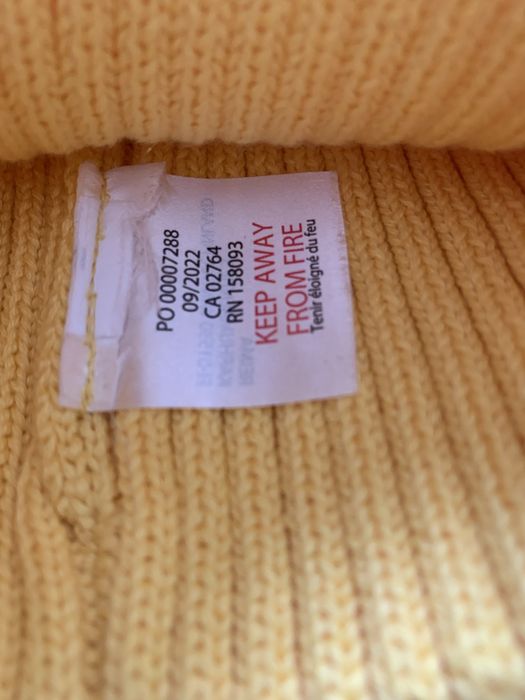 PO 00007288
09/2022
CA 02764
RN 158093
KEEP AWAY
FROM FIRE
Tenir éloigné du feu